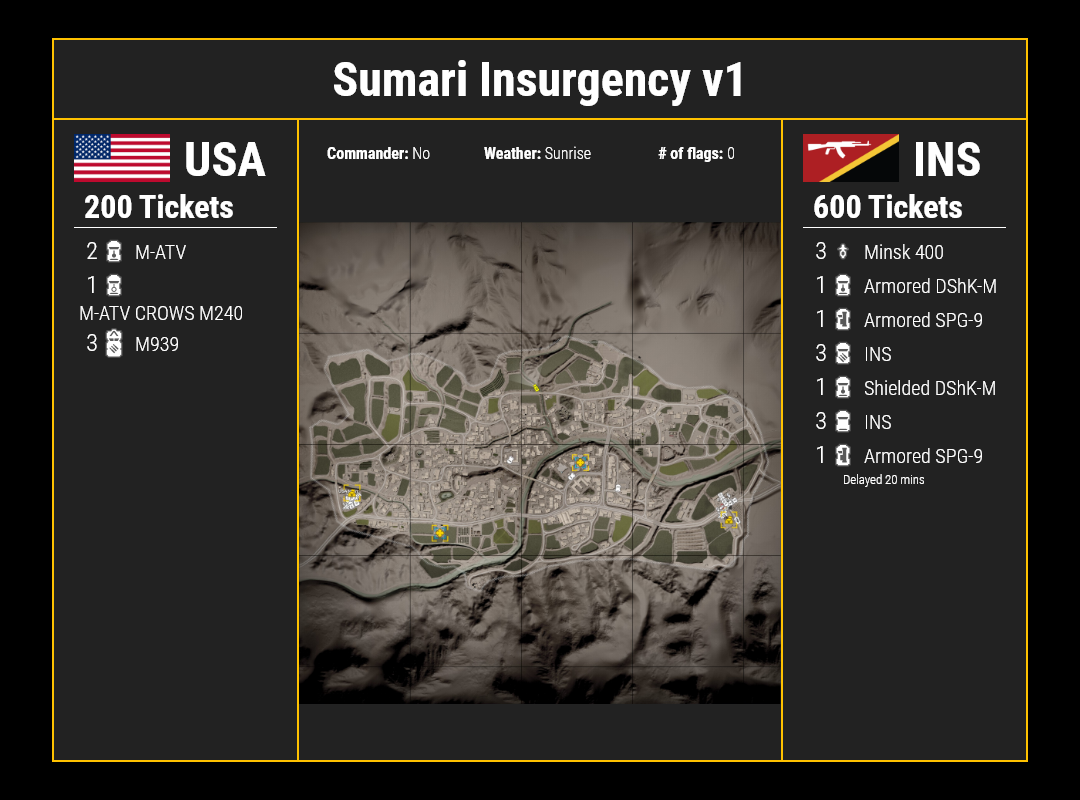 Sumari Insurgency v1
USA
200 Tickets
2 M-ATV
1
M-ATV CROWS M240
3 M939
Commander: No Weather: Sunrise # of flags: 0
INS
600 Tickets
3 Minsk 400
1 Armored DShK-M
1 Armored SPG-9
3 INS
1 Shielded DShK-M
3 INS
1 Armored SPG-9
Delayed 20 mins